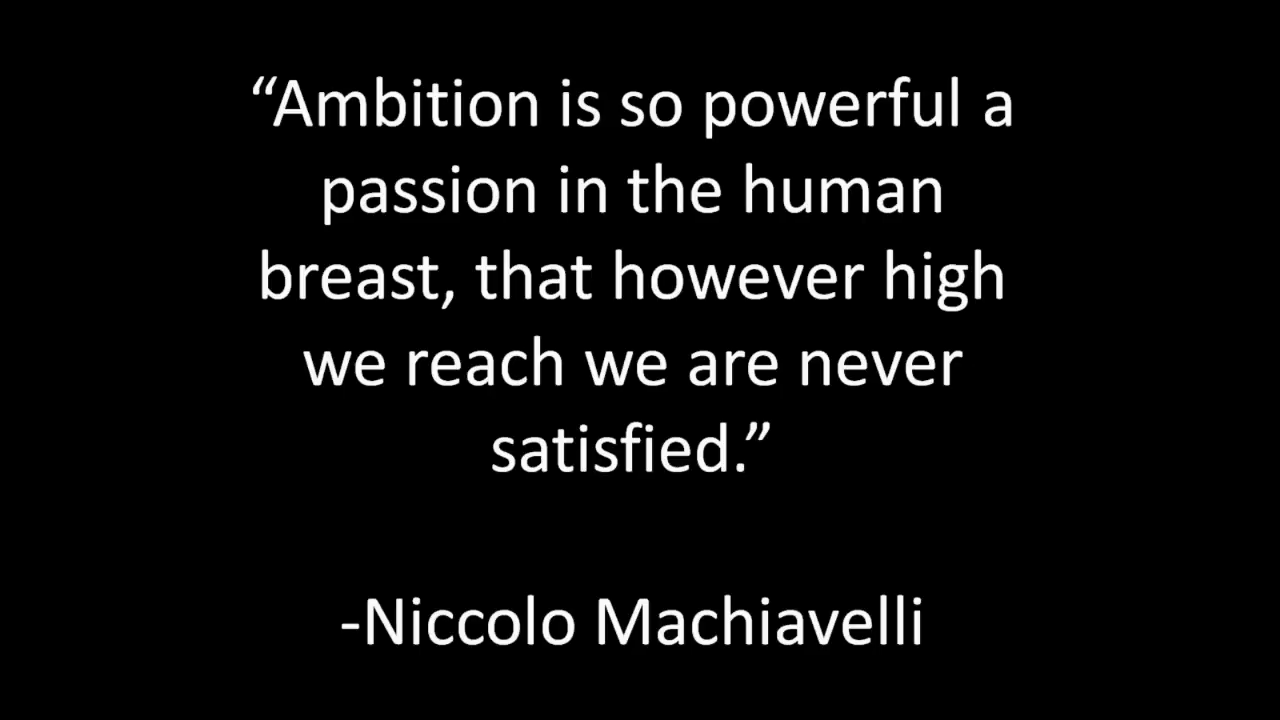 “Ambition is so powerful a
passion in the human
breast, that however high
we reach we are never
satisfied.”
-Niccolo Machiavelli